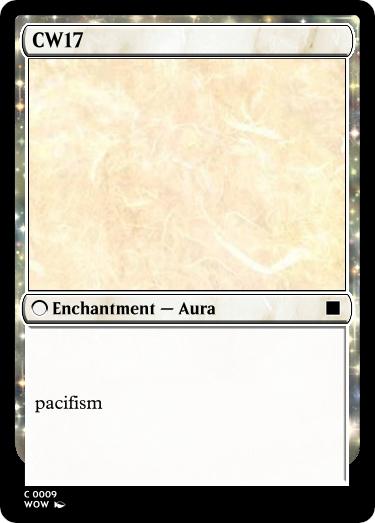 CW17
Enchantment — Aura
pacifism
C 0009
WOW